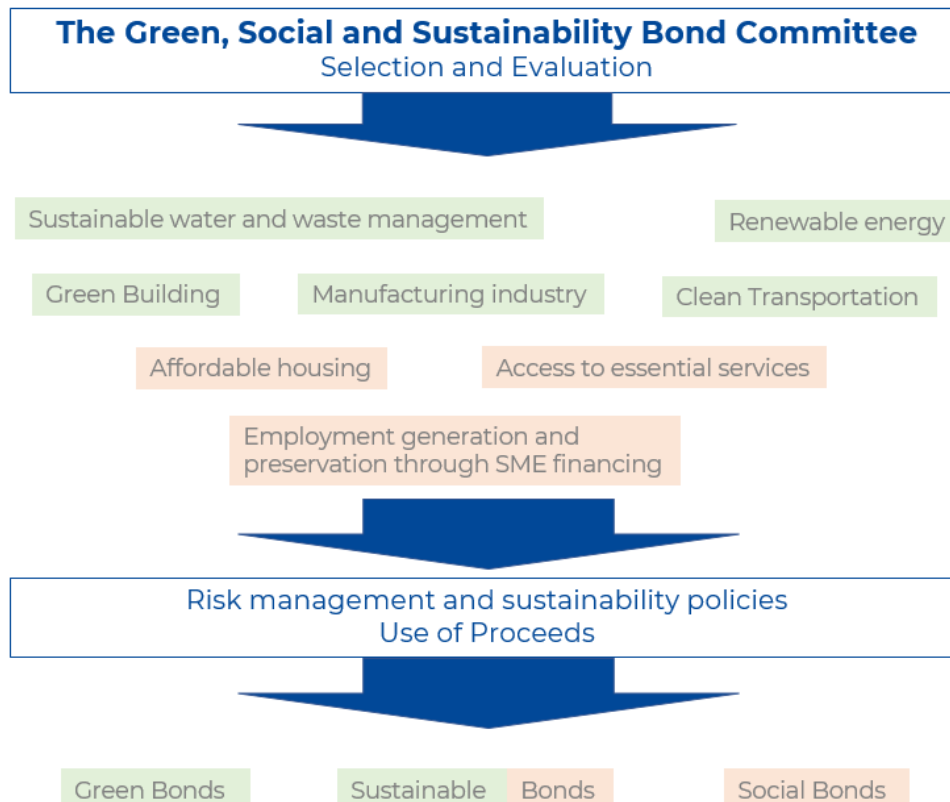 The Green, Social and Sustainability Bond Committee
Selection and Evaluation
Sustainable water and waste management
Renewable energy
Green Building
Manufacturing industry
Clean Transportation
Affordable housing
Access to essential services
Employment generation and
preservation through SME financing
Risk management and sustainability policies
Use of Proceeds
Green Bonds
Sustainable Bonds
Social Bonds